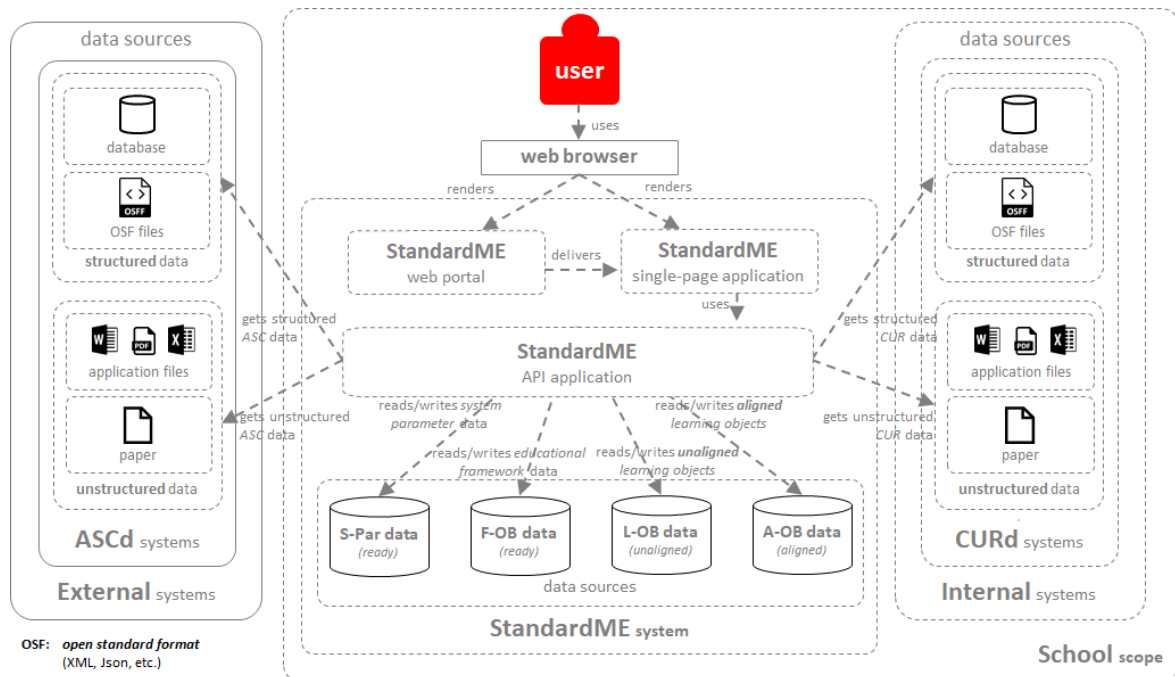 data sources
database
OSFF
OSF files
structured data
W PDF X
application files
paper
unstructured data
ASCd systems
External systems
OSF: open standard format
(XML, Json, etc.)
user
uses
web browser
renders
renders
StandardME
web portal
delivers
StandardME
single-page application
uses
StandardME
API application
gets structured
ASC data
gets unstructured
ASC data
gets structured
CUR data
gets unstructured
CUR data
reads/writes system
parameter data
reads/writes educational
framework data
reads/writes unaligned
learning objects
reads/writes aligned
learning objects
S-Par data
(ready)
F-OB data
(ready)
L-OB data
(unaligned)
A-OB data
(aligned)
data sources
StandardME system
data sources
database
OSFF
OSF files
structured data
W PDF X
application files
paper
unstructured data
CURd systems
Internal systems
School scope